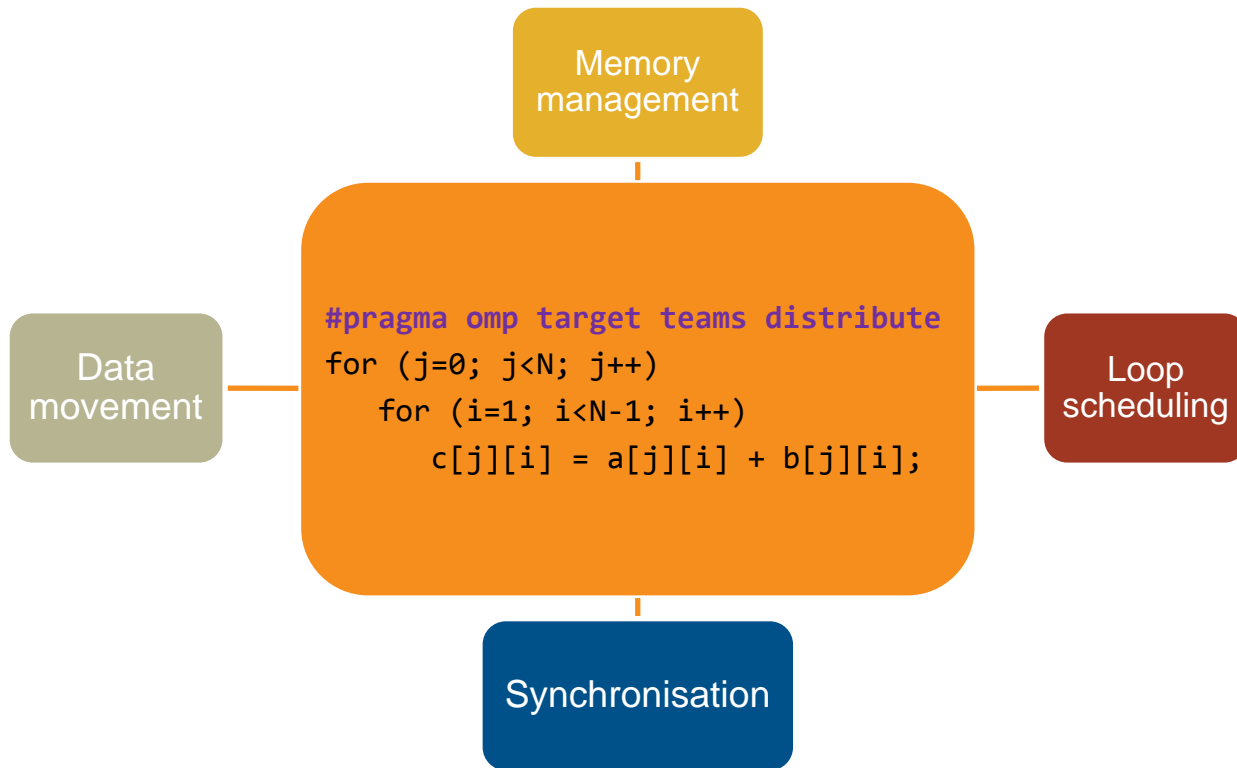 Memory
management
#pragma omp target teams distribute
for (j=0; j<N; j++)
for (i=1; i<N-1; i++)
c[j][i] = a[j][i] + b[j][i];
Data
movement
Loop
scheduling
Synchronisation